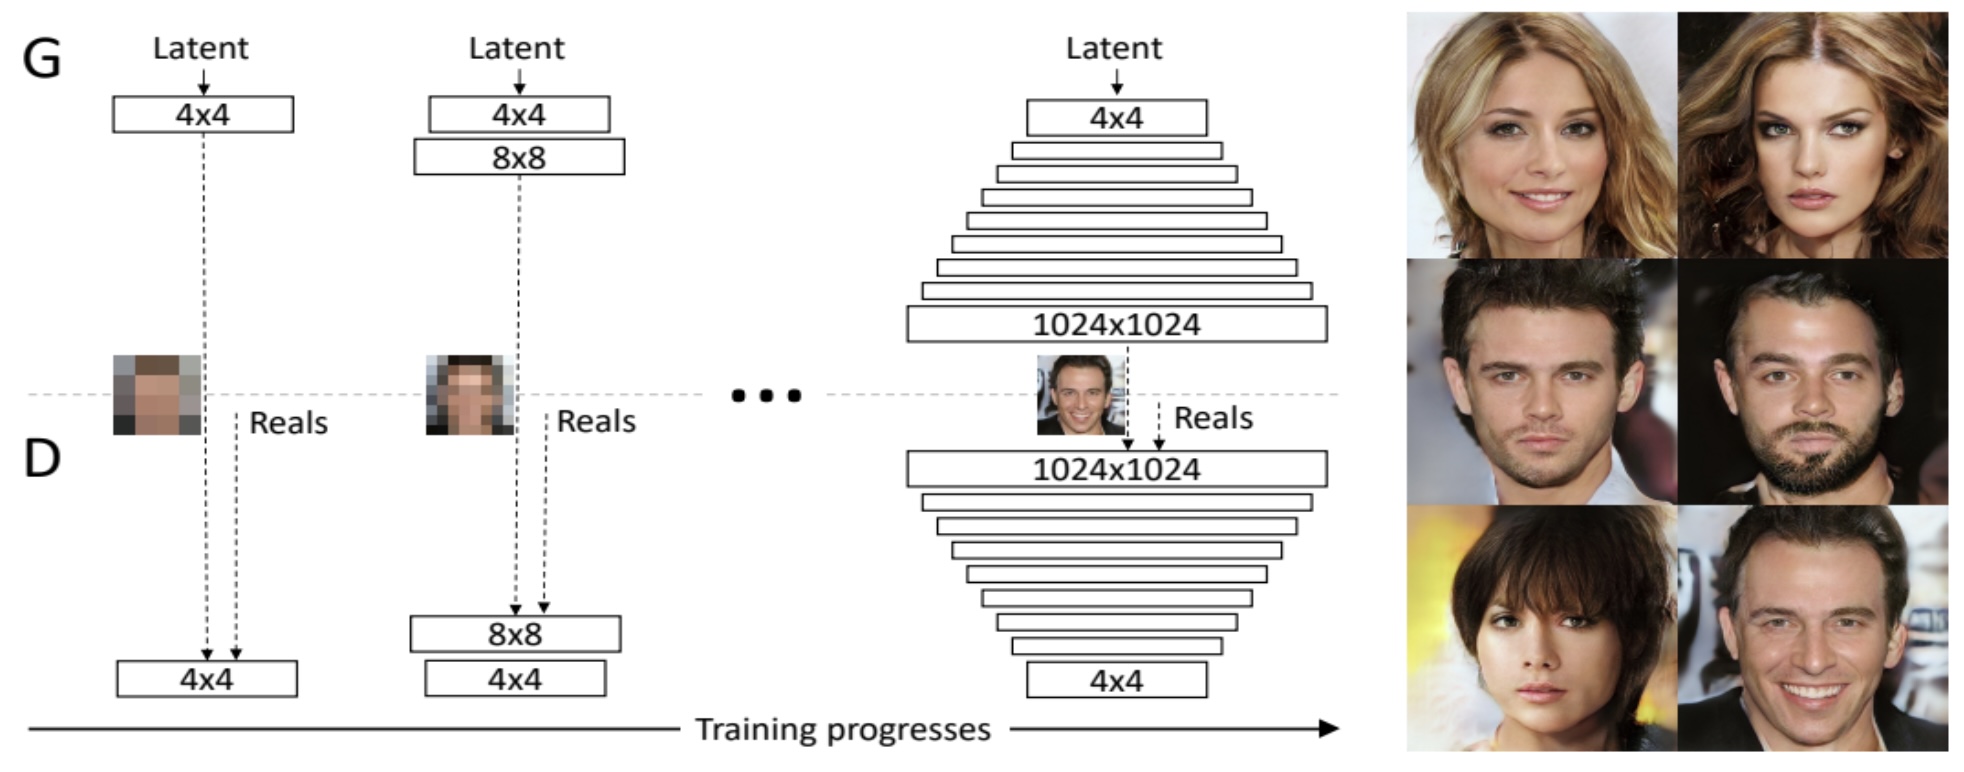 G
Latent
4x4
Latent
4x4
8x8
Latent
4x4
1024x1024
Reals
Reals
Reals
D
1024x1024
8x8
4x4
4x4
4x4
Training progresses